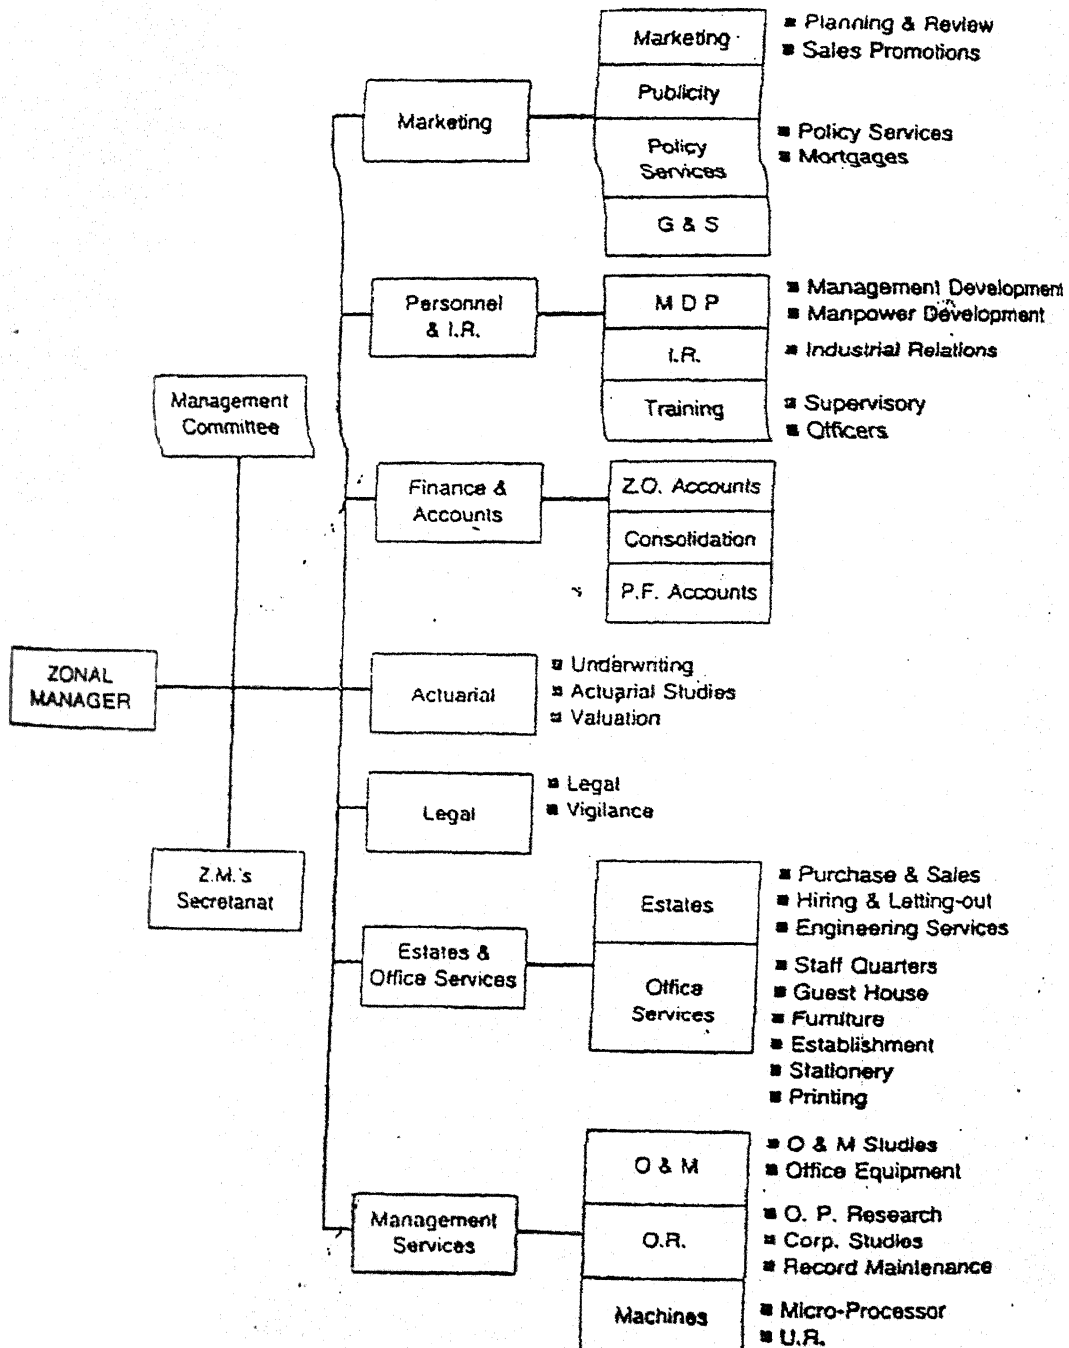 Marketing
Planning & Review
Sales Promotions
Publicity
Marketing
Policy
Services
Policy Services
Mortgages
G & S
Personnel
& I.R.
M D P
Management Development
Manpower Development
I.R.
Industrial Relations
Training
Supervisory
Officers
Management
Committee
Finance &
Accounts
Z.O. Accounts
Consolidation
P.F. Accounts
ZONAL
MANAGER
Actuarial
Underwriting
Actuarial Studies
Valuation
Legal
Legal
Vigilance
Z.M.'s
Secretariat
Estates &
Office Services
Estates
Purchase & Sales
Hiring & Letting-out
Engineering Services
Office
Services
Staff Quarters
Guest House
Furniture
Establishment
Stationery
Printing
Management
Services
O & M
O & M Studies
Office Equipment
O.R.
O. P. Research
Corp. Studies
Record Maintenance
Machines
Micro-Processor
U.R.